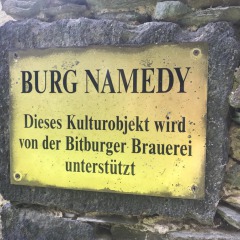 BURG NAMEDY
Dieses Kulturobjekt wird
von der Bitburger Brauerei
unterstützt